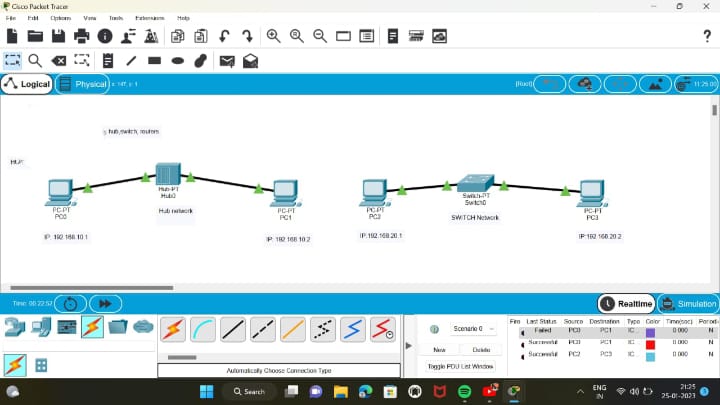 Cisco Packet Tracer
File Edit Options View Tools Extensions Help
?
Logical
Physical x: 147, y: 1
[Root]
11:25:00
hub,switch, routers
Hub-PT
Hub0
Hub network
PC-PT
PC0
PC-PT
PC1
IP: 192.168.10.1
IP: 192.168.10.2
PC-PT
PC2
Switch-PT
Switch0
SWITCH Network
PC-PT
PC3
IP:192.168.20.1
IP:192.168.20.2
Time: 00:22:52
Realtime
Simulation
Scenario 0
New Delete
Toggle PDU List Window
Automatically Choose Connection Type
Fire Last Status Source Destination Type Color Time(sec) Periodi
Failed PC0 PC1 IC 0.000 N
Successful PC0 PC1 IC 0.000 N
Successful PC2 PC3 IC 0.000 N
Search
ENG
IN
21:25
25-01-2023